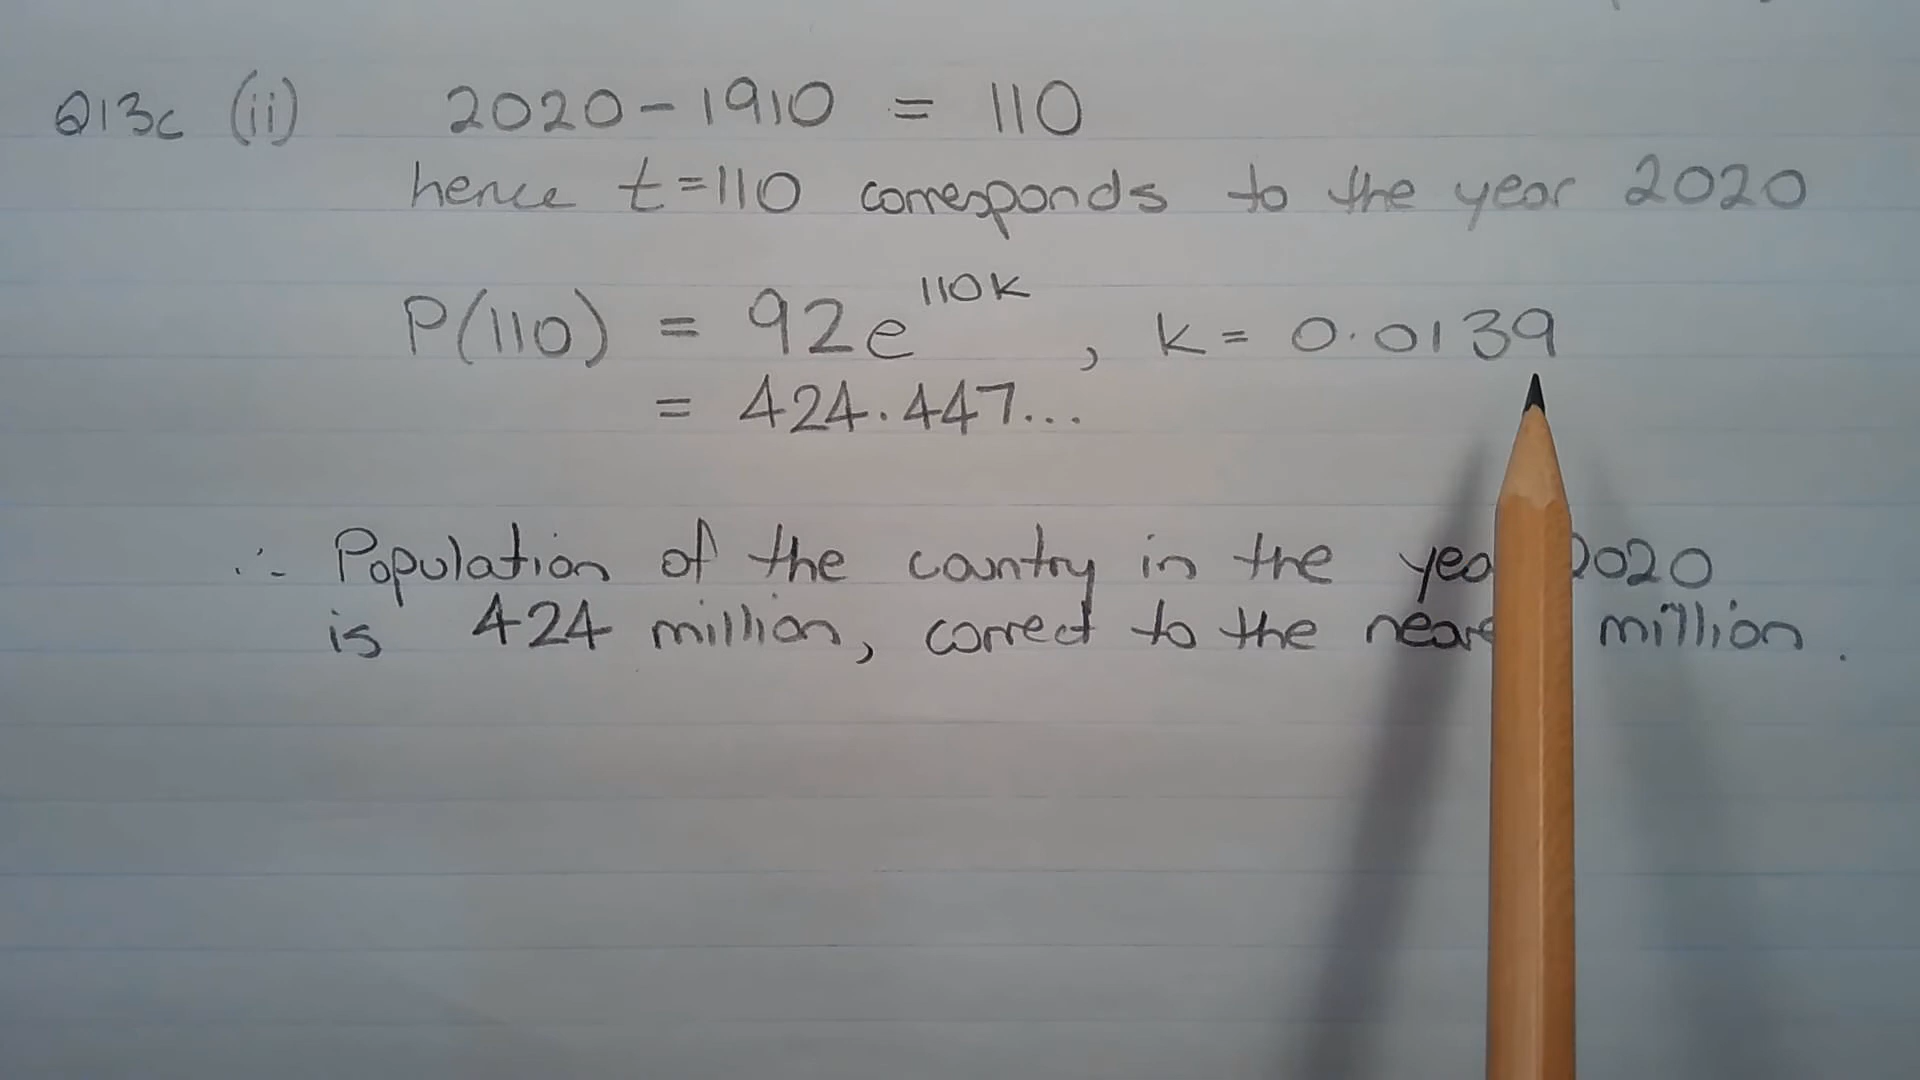 Q13c (ii) 2020 - 1910 = 110
hence t=110 corresponds to the year 2020
P(110) = 92e^110k , k = 0.0139
= 424.447...
∴ Population of the country in the 2020
is 424 million, correct to the million.